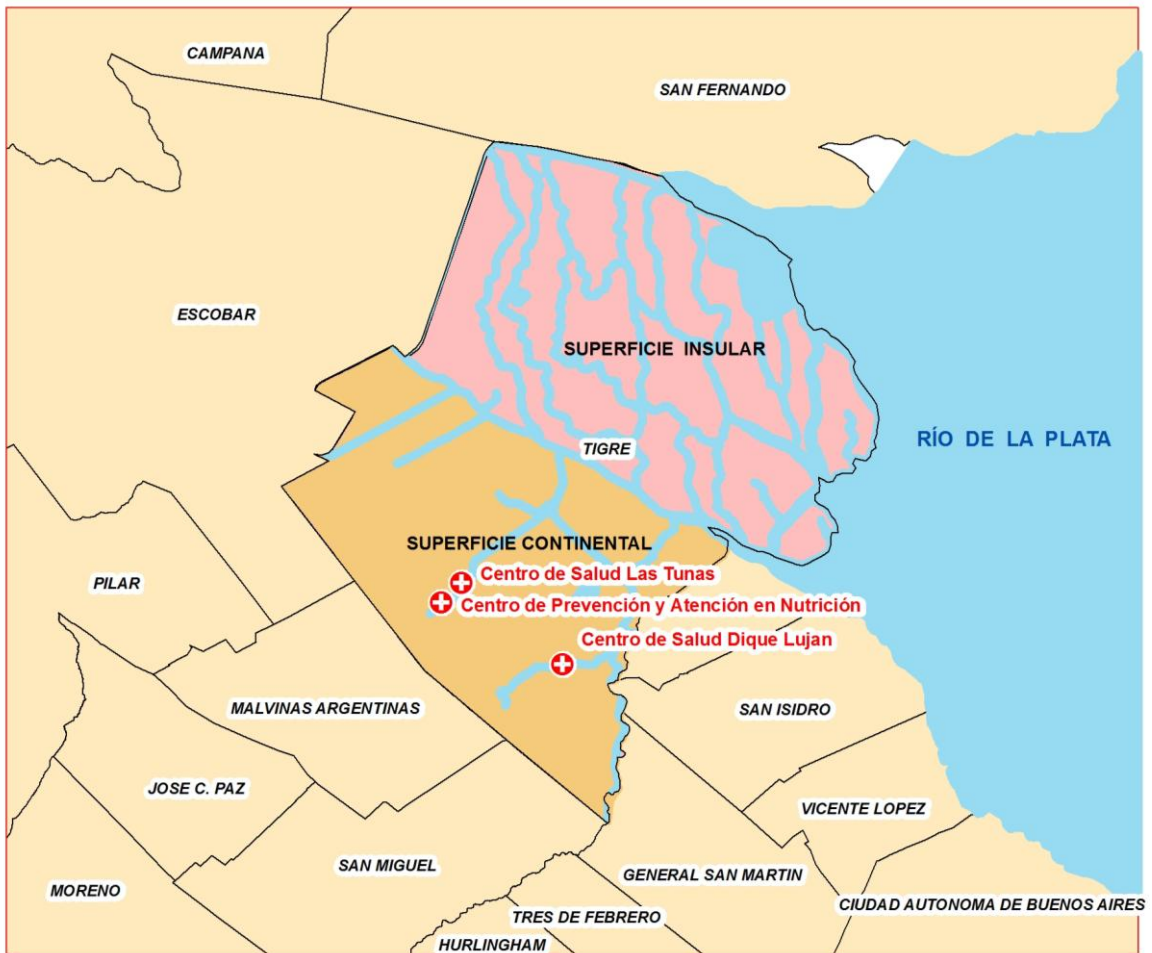 CAMPANA
SAN FERNANDO
ESCOBAR
SUPERFICIE INSULAR
RÍO DE LA PLATA
TIGRE
SUPERFICIE CONTINENTAL
PILAR
Centro de Salud Las Tunas
Centro de Prevención y Atención en Nutrición
Centro de Salud Dique Lujan
MALVINAS ARGENTINAS
SAN ISIDRO
JOSE C. PAZ
VICENTE LOPEZ
SAN MIGUEL
GENERAL SAN MARTIN
MORENO
CIUDAD AUTONOMA DE BUENOS AIRES
TRES DE FEBRERO
HURLINGHAM